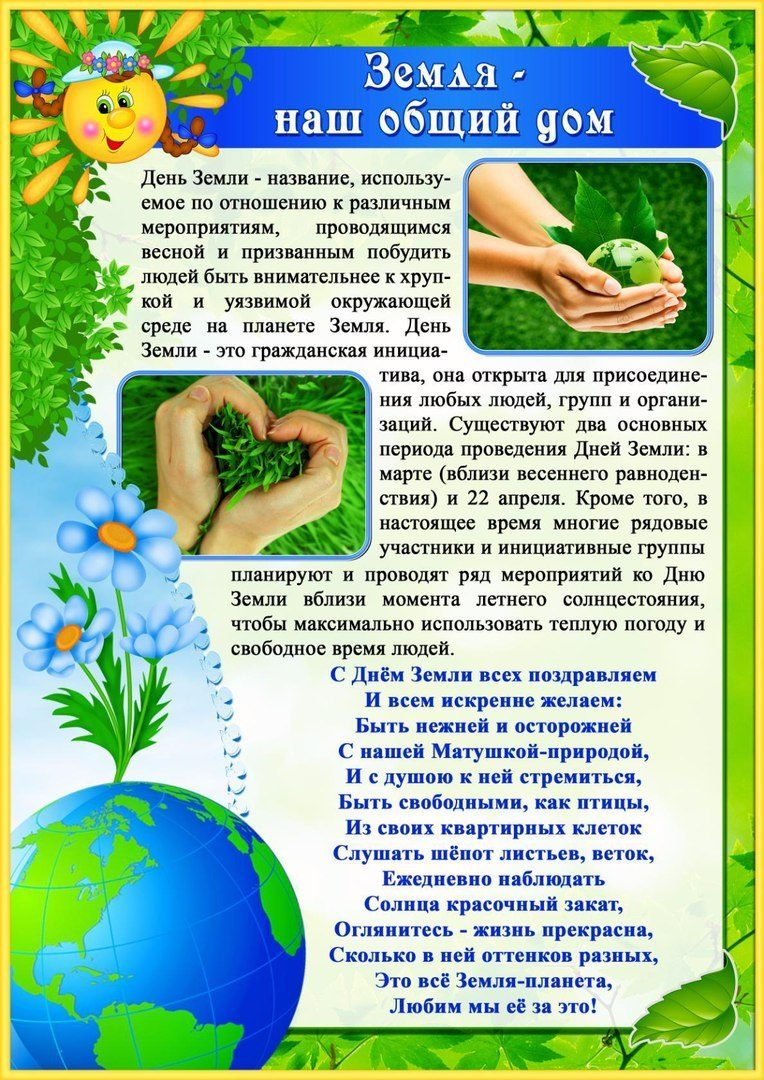 Земля -
наш общий дом
День Земли - название, использу-
емое по отношению к различным
мероприятиям, проводящимся
весной и призванным побудить
людей быть внимательнее к хруп-
кой и уязвимой окружающей
среде на планете Земля. День
Земли - это гражданская инициа-
тива, она открыта для присоедине-
ния любых людей, групп и органи-
заций. Существуют два основных
периода проведения Дней Земли: в
марте (вблизи весеннего равноден-
ствия) и 22 апреля. Кроме того, в
настоящее время многие рядовые
участники и инициативные группы
планируют и проводят ряд мероприятий ко Дню
Земли вблизи момента летнего солнцестояния,
чтобы максимально использовать теплую погоду и
свободное время людей.
С Днём Земли всех поздравляем
И всем искренне желаем:
Быть нежней и осторожней
С нашей Матушкой-природой,
И с душою к ней стремиться,
Быть свободными, как птицы,
Из своих квартирных клеток
Слушать шёпот листьев, веток,
Ежедневно наблюдать
Солнца красочный закат,
Оглянитесь - жизнь прекрасна,
Сколько в ней оттенков разных,
Это всё Земля-планета,
Любим мы её за это!